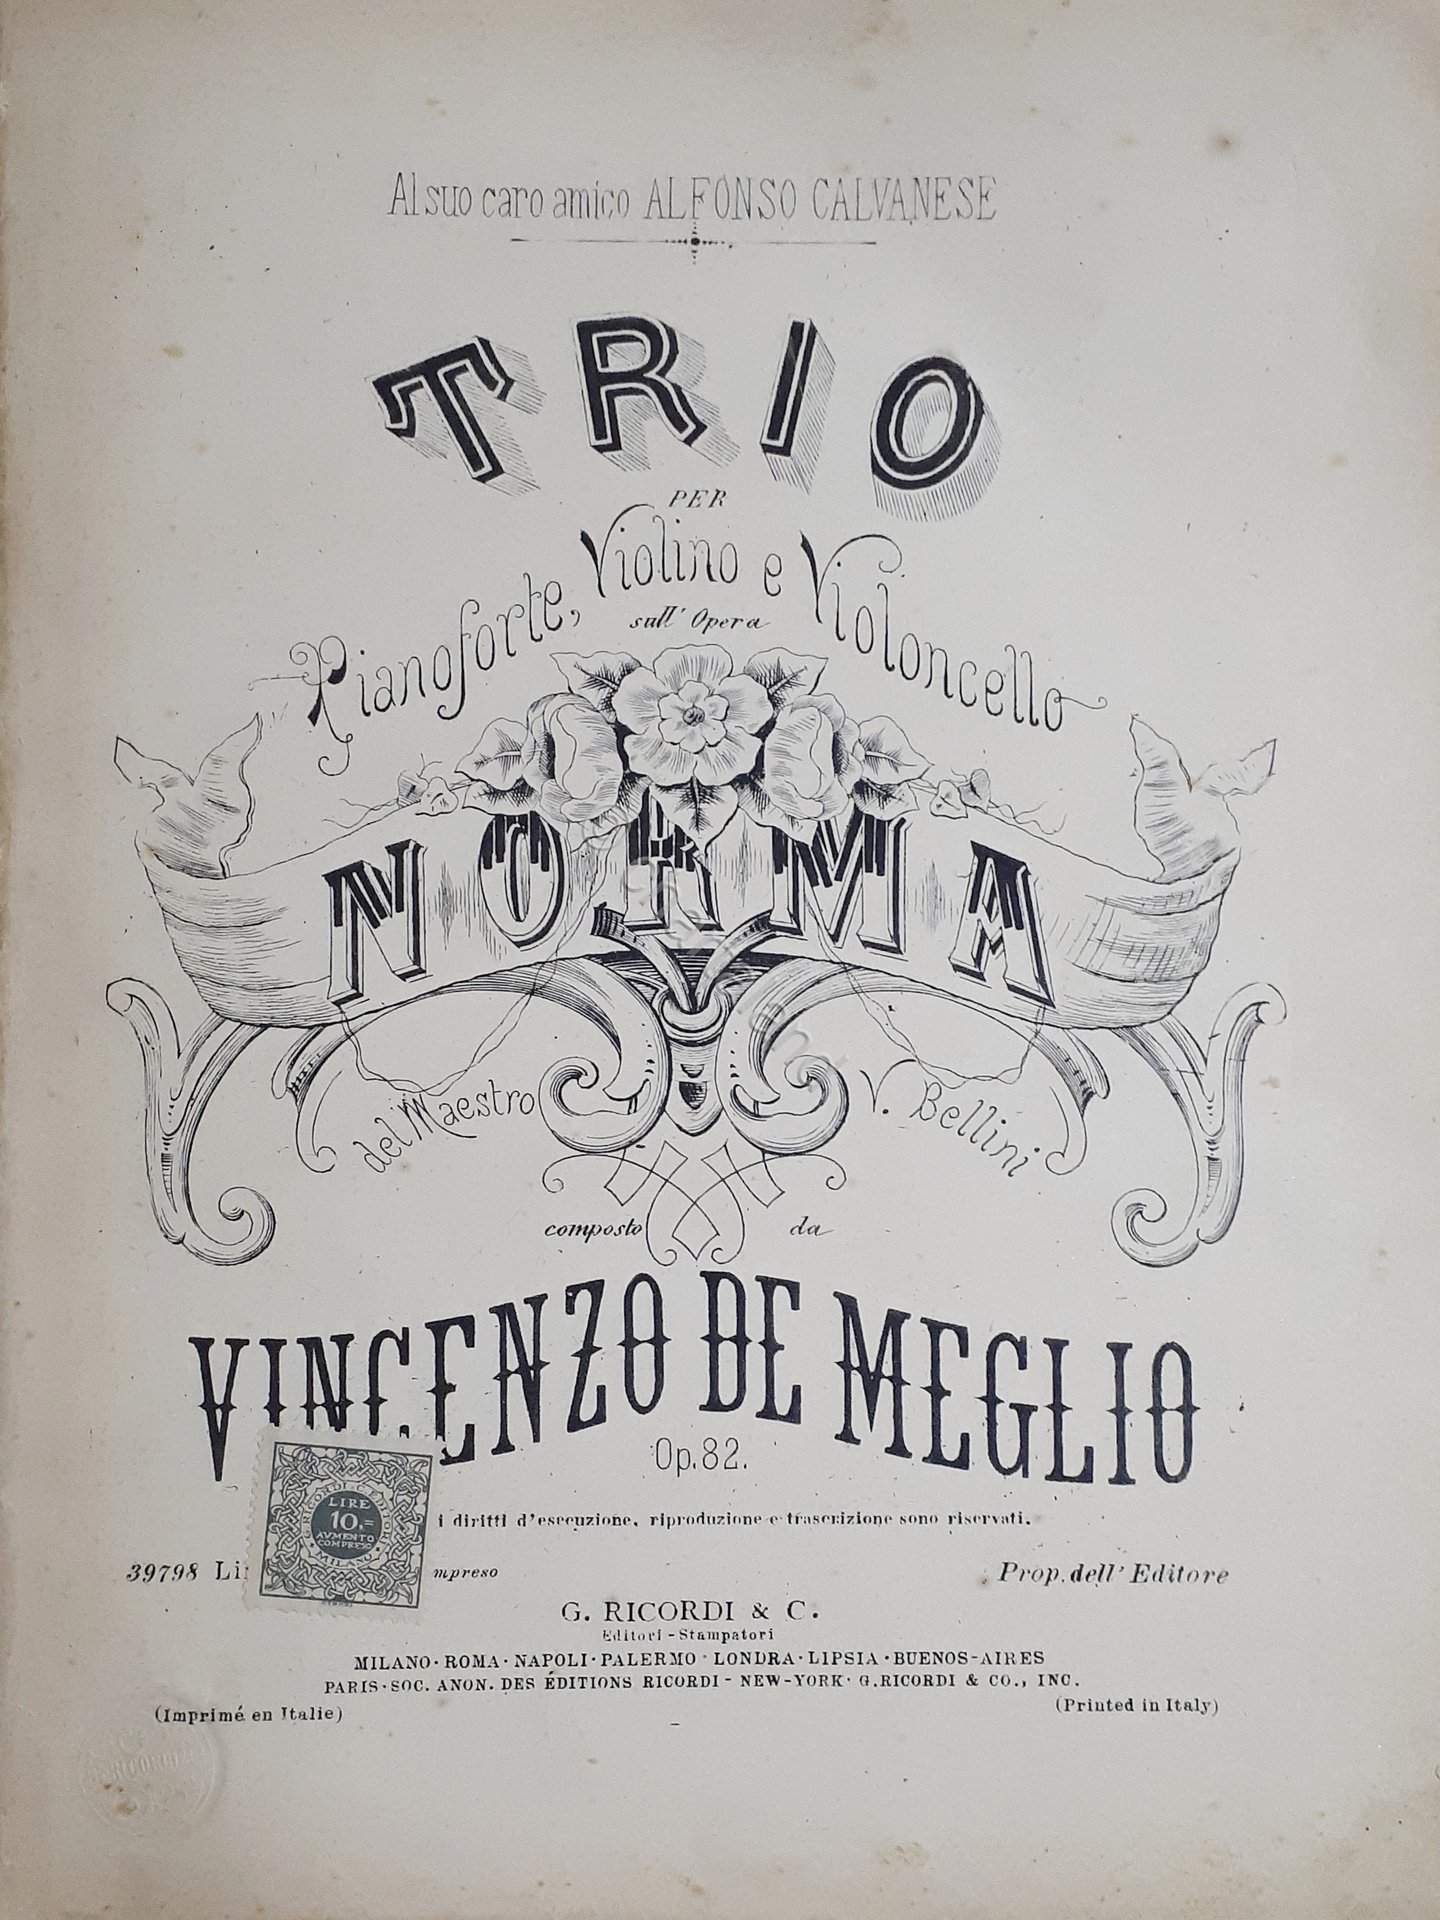 Al suo caro amico ALFONSO CALVANESE
TRIO
PER
Pianoforte, Violino e Violoncello
sull' Opera
NORMA
del Maestro V. Bellini
composto da
VINCENZO DE MEGLIO
Op. 82.
i diritti d'esecuzione, riproduzione e trascrizione sono riservati.
LIRE
10,=
AUMENTO
COMPRESO
G. RICORDI & C. EDITORI
MILANO
39798 Li mpreso
Prop. dell' Editore
G. RICORDI & C.
Editori-Stampatori
MILANO · ROMA · NAPOLI · PALERMO · LONDRA · LIPSIA · BUENOS-AIRES
PARIS · SOC. ANON. DES ÉDITIONS RICORDI - NEW-YORK · G. RICORDI & CO., INC.
(Imprimé en Italie)
(Printed in Italy)